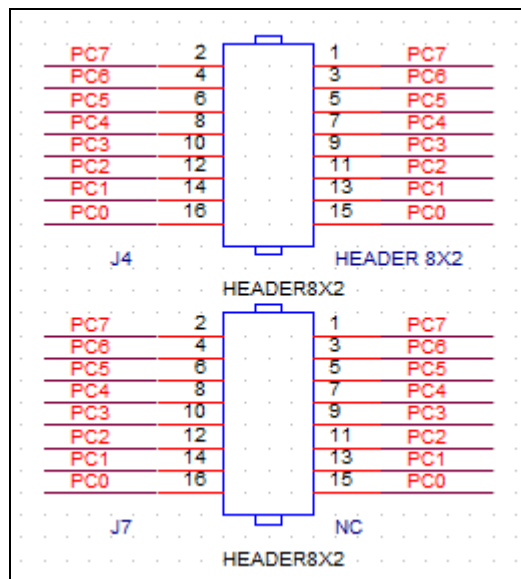 PC7 2 1 PC7
PC6 4 3 PC6
PC5 6 5 PC5
PC4 8 7 PC4
PC3 10 9 PC3
PC2 12 11 PC2
PC1 14 13 PC1
PC0 16 15 PC0
J4 HEADER 8X2
HEADER8X2
PC7 2 1 PC7
PC6 4 3 PC6
PC5 6 5 PC5
PC4 8 7 PC4
PC3 10 9 PC3
PC2 12 11 PC2
PC1 14 13 PC1
PC0 16 15 PC0
J7 NC
HEADER8X2